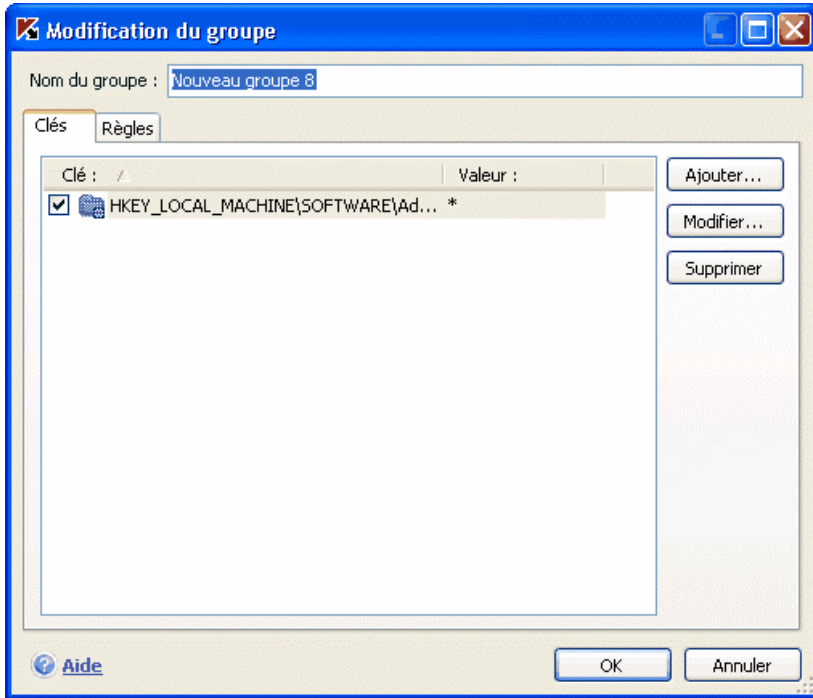 Modification du groupe
Nom du groupe : Nouveau groupe 8
Clés Règles
Clé : Valeur : Ajouter...
HKEY_LOCAL_MACHINE\SOFTWARE\Ad... *
Modifier...
Supprimer
Aide OK Annuler